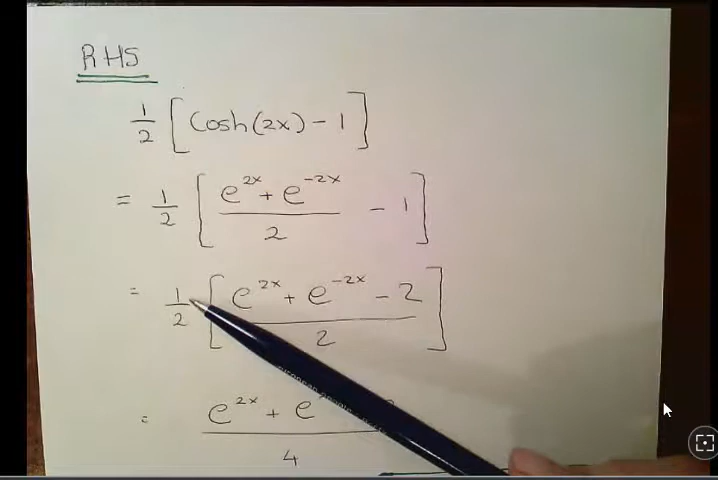 RHS
1/2 [cosh(2x) - 1]
= 1/2 [(e^{2x} + e^{-2x})/2 - 1]
= 1/2 [(e^{2x} + e^{-2x} - 2)/2]
= (e^{2x} + e)/4